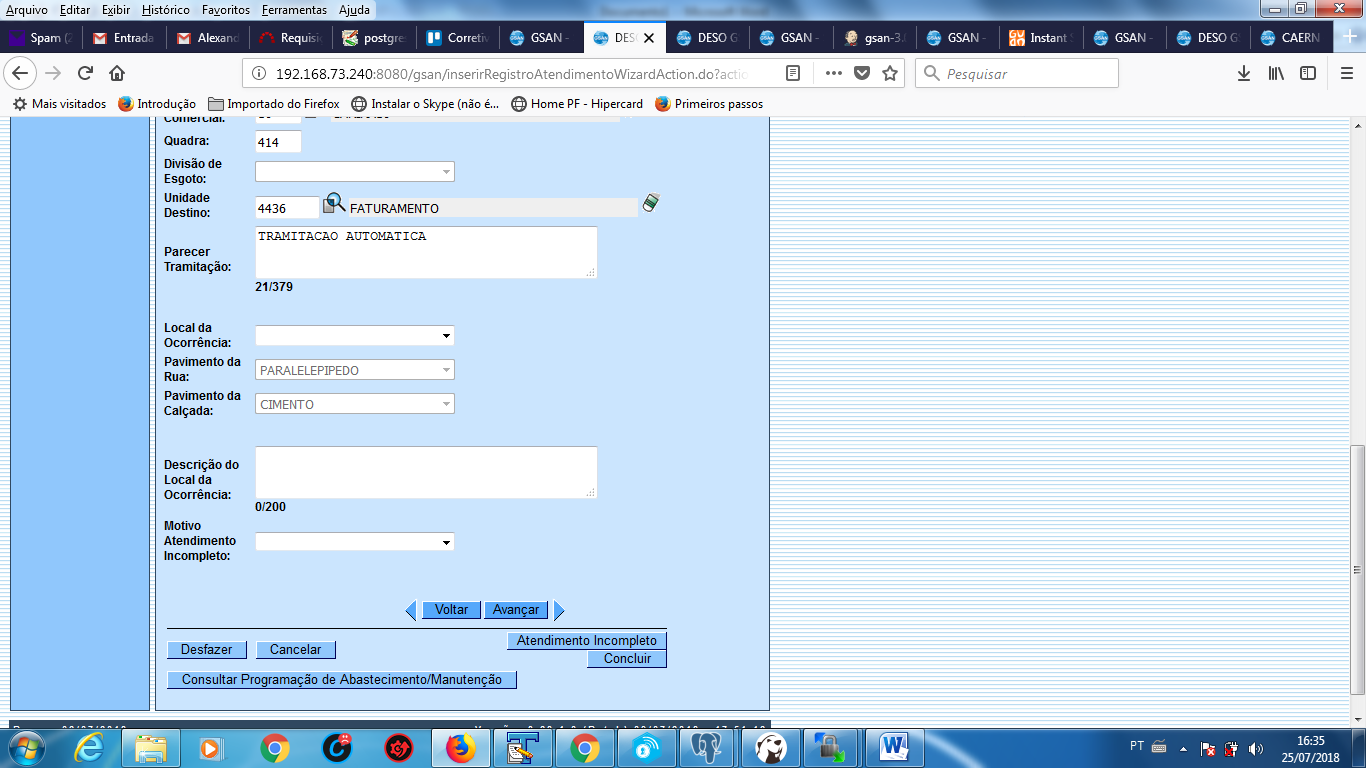 Arquivo Editar Exibir Histórico Favoritos Ferramentas Ajuda
Spam (2 Entrada Alexand Requisi postgre Corretiv GSAN - DESO DESO G GSAN - gsan-3. GSAN - Instant S GSAN - DESO G CAERN
192.168.73.240:8080/gsan/inserirRegistroAtendimentoWizardAction.do?actio Pesquisar
Mais visitados Introdução Importado do Firefox Instalar o Skype (não é... Home PF - Hipercard Primeiros passos
Comercial:
Quadra: 414
Divisão de
Esgoto:
Unidade
Destino: 4436 FATURAMENTO
TRAMITACAO AUTOMATICA
Parecer
Tramitação:
21/379
Local da
Ocorrência:
Pavimento da
Rua: PARALELEPIPEDO
Pavimento da
Calçada: CIMENTO
Descrição do
Local da
Ocorrência:
0/200
Motivo
Atendimento
Incompleto:
Voltar Avançar
Atendimento Incompleto
Desfazer Cancelar Concluir
Consultar Programação de Abastecimento/Manutenção
PT 16:35
25/07/2018